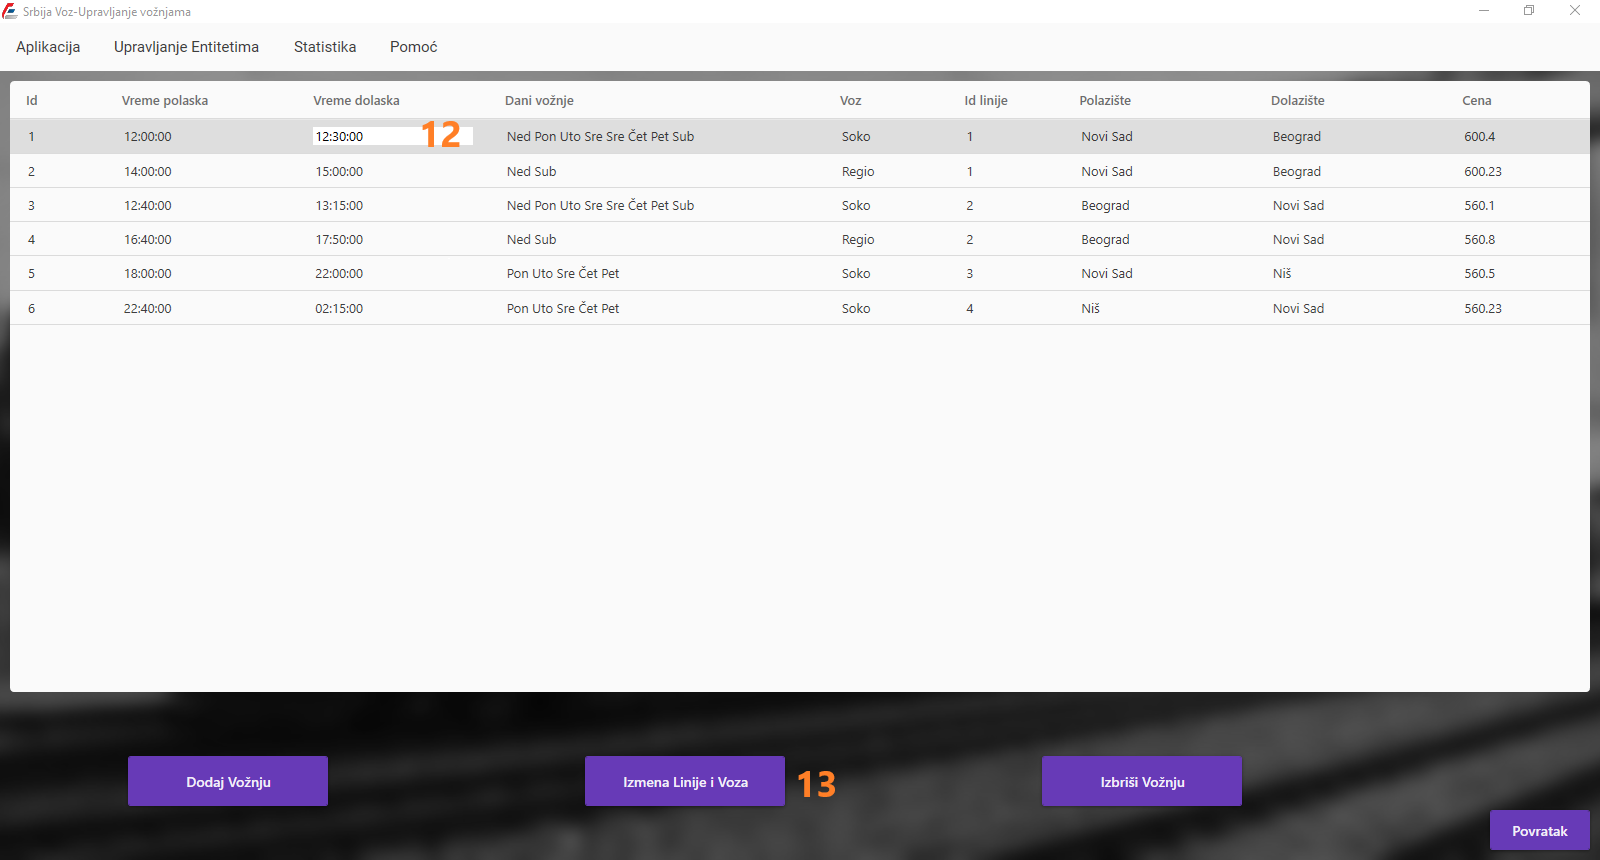 Srbija Voz-Upravljanje vožnjama
Aplikacija Upravljanje Entitetima Statistika Pomoć
Id Vreme polaska Vreme dolaska Dani vožnje Voz Id linije Polazište Dolazište Cena
1 12:00:00 12:30:00 12 Ned Pon Uto Sre Sre Čet Pet Sub Soko 1 Novi Sad Beograd 600.4
2 14:00:00 15:00:00 Ned Sub Regio 1 Novi Sad Beograd 600.23
3 12:40:00 13:15:00 Ned Pon Uto Sre Sre Čet Pet Sub Soko 2 Beograd Novi Sad 560.1
4 16:40:00 17:50:00 Ned Sub Regio 2 Beograd Novi Sad 560.8
5 18:00:00 22:00:00 Pon Uto Sre Čet Pet Soko 3 Novi Sad Niš 560.5
6 22:40:00 02:15:00 Pon Uto Sre Čet Pet Soko 4 Niš Novi Sad 560.23
Dodaj Vožnju Izmena Linije i Voza 13 Izbriši Vožnju
Povratak